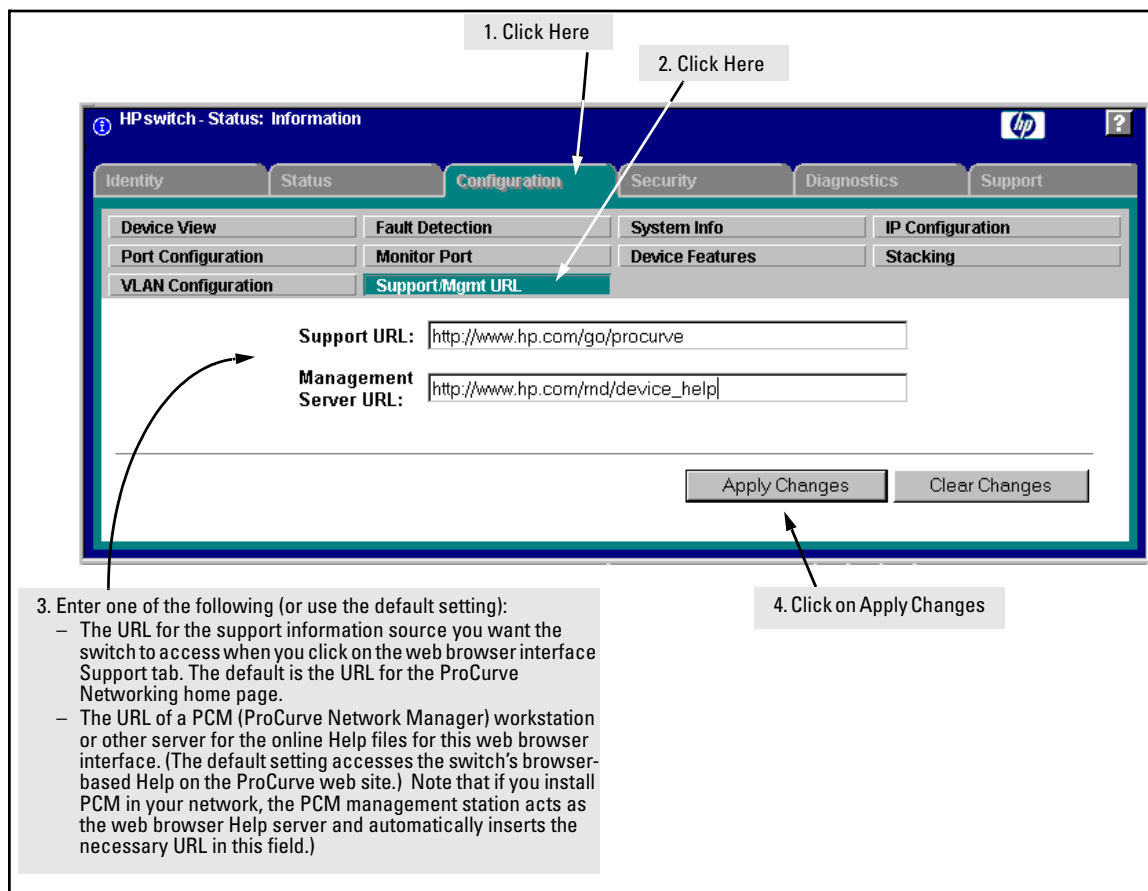 1. Click Here
2. Click Here
HPswitch - Status: Information
hp
?
Identity
Status
Configuration
Security
Diagnostics
Support
Device View
Fault Detection
System Info
IP Configuration
Port Configuration
Monitor Port
Device Features
Stacking
VLAN Configuration
Support/Mgmt URL
Support URL:
http://www.hp.com/go/procurve
Management
Server URL:
http://www.hp.com/rnd/device_help
Apply Changes
Clear Changes
3. Enter one of the following (or use the default setting):
– The URL for the support information source you want the
switch to access when you click on the web browser interface
Support tab. The default is the URL for the ProCurve
Networking home page.
– The URL of a PCM (ProCurve Network Manager) workstation
or other server for the online Help files for this web browser
interface. (The default setting accesses the switch's browser-
based Help on the ProCurve web site.) Note that if you install
PCM in your network, the PCM management station acts as
the web browser Help server and automatically inserts the
necessary URL in this field.)
4. Click on Apply Changes